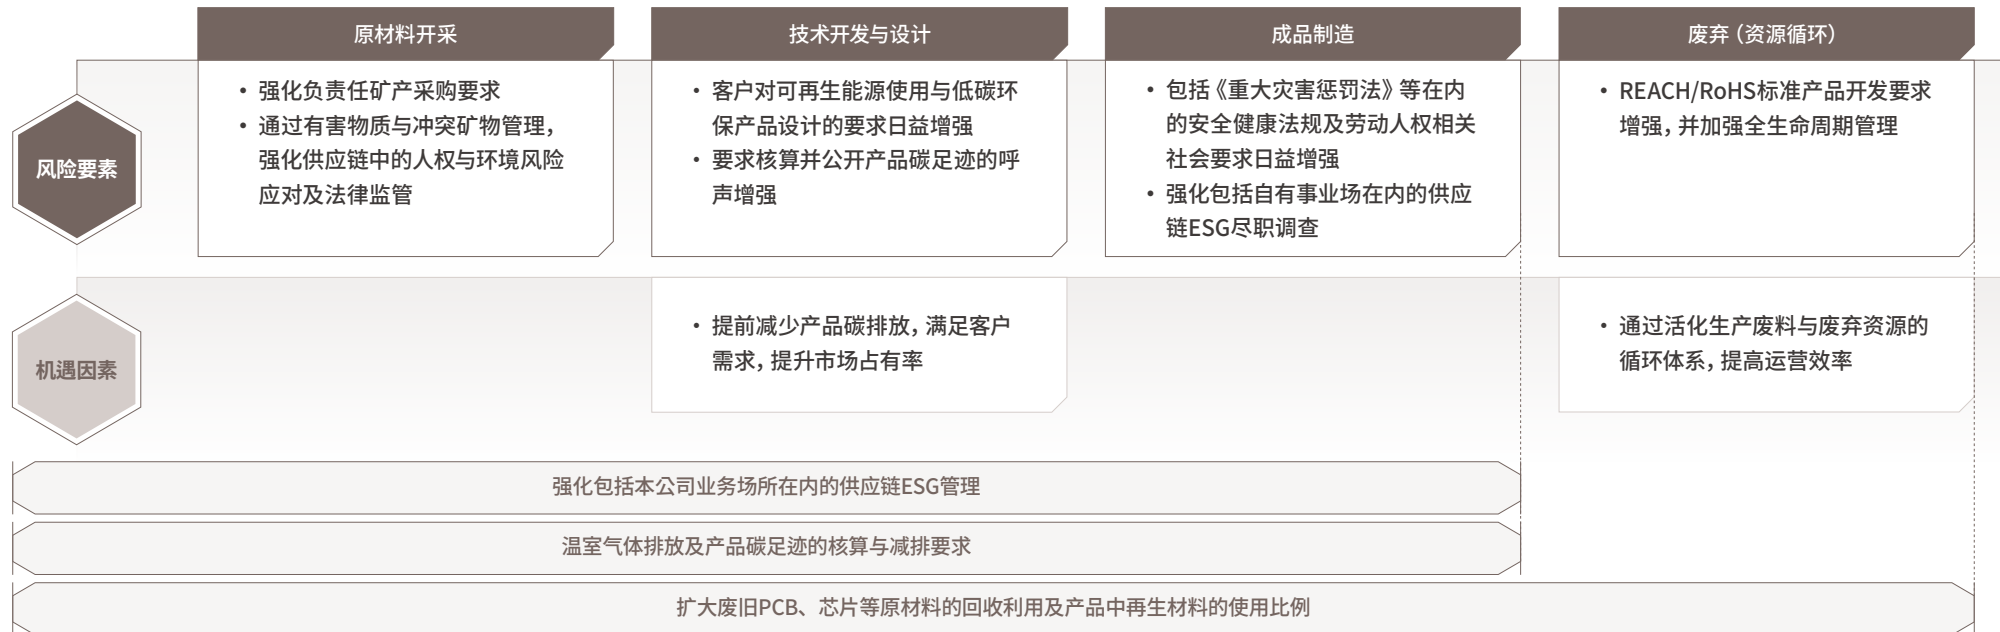 原材料开采
技术开发与设计
成品制造
废弃（资源循环）
风险要素
• 强化负责任矿产采购要求
• 通过有害物质与冲突矿物管理，
强化供应链中的人权与环境风险
应对及法律监管
• 客户对可再生能源使用与低碳环
保产品设计的要求日益增强
• 要求核算并公开产品碳足迹的呼
声增强
• 包括《重大灾害惩罚法》等在内
的安全健康法规及劳动人权相关
社会要求日益增强
• 强化包括自有事业场在内的供应
链ESG尽职调查
• REACH/RoHS标准产品开发要求
增强，并加强全生命周期管理
机遇因素
• 提前减少产品碳排放，满足客户
需求，提升市场占有率
• 通过活化生产废料与废弃资源的
循环体系，提高运营效率
强化包括本公司业务场所在内的供应链ESG管理
温室气体排放及产品碳足迹的核算与减排要求
扩大废旧PCB、芯片等原材料的回收利用及产品中再生材料的使用比例